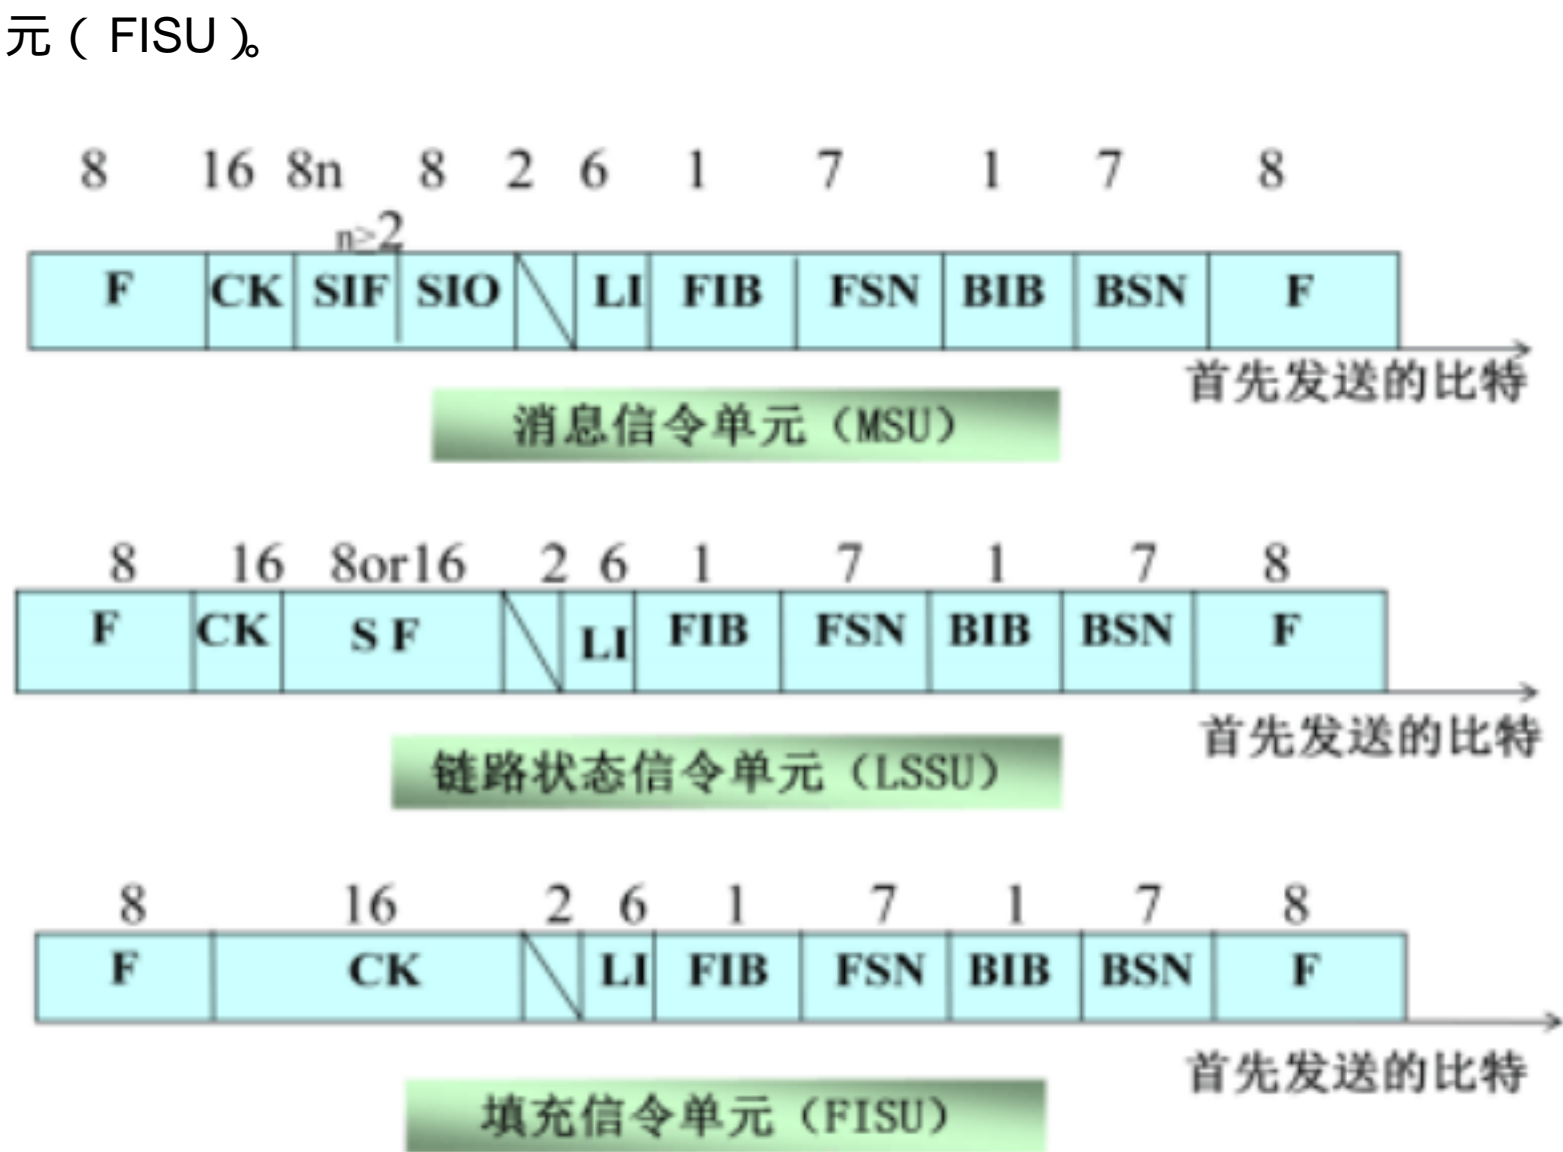 元（FISU）。
8 16 8n 8 2 6 1 7 1 7 8
n≥2
F CK SIF SIO LI FIB FSN BIB BSN F
首先发送的比特
消息信令单元（MSU）
8 16 8or16 2 6 1 7 1 7 8
F CK S F LI FIB FSN BIB BSN F
首先发送的比特
链路状态信令单元（LSSU）
8 16 2 6 1 7 1 7 8
F CK LI FIB FSN BIB BSN F
首先发送的比特
填充信令单元（FISU）